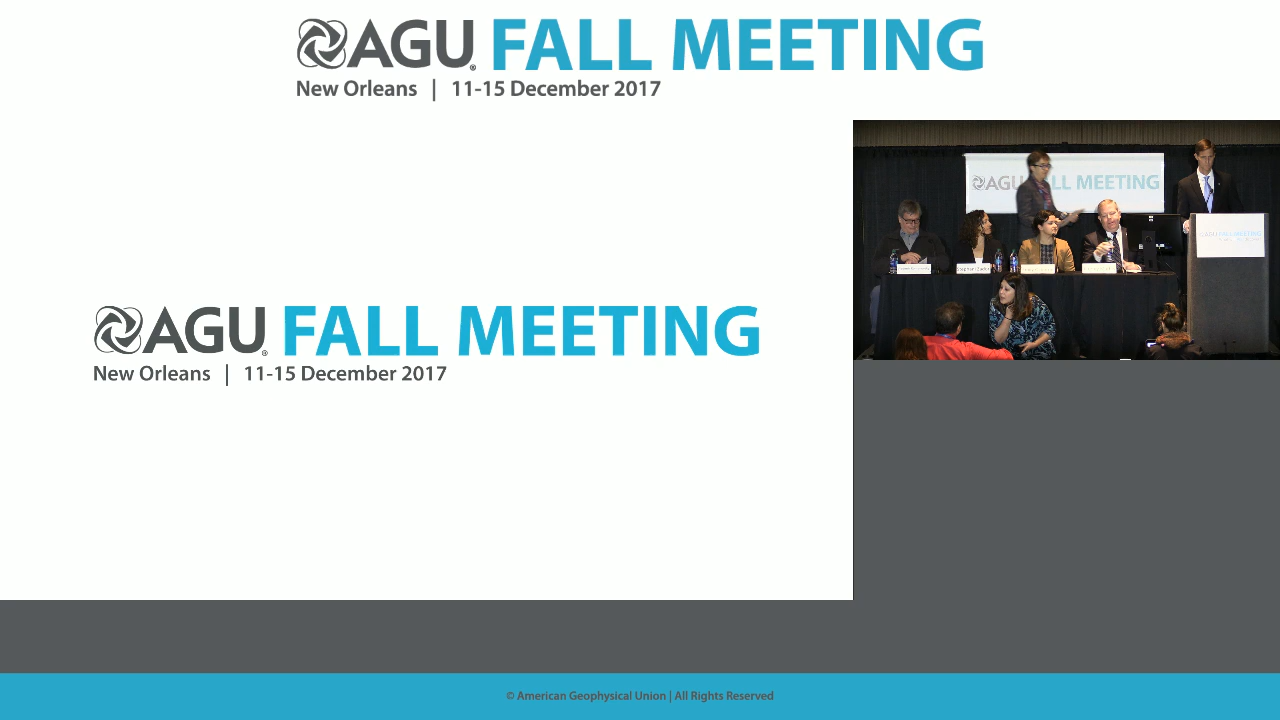 AGU FALL MEETING
New Orleans | 11-15 December 2017
AGU FALL MEETING
AGU FALL MEETING
New Orleans | 11-15 December 2017
© American Geophysical Union | All Rights Reserved